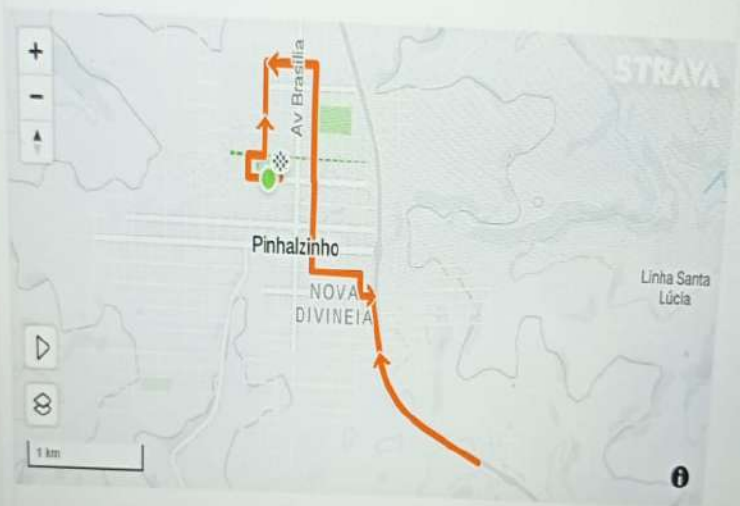 +
STRAVA
−
Av Brasília
Pinhalzinho
NOVA
DIVINEIA
Linha Santa
Lúcia
1 km
i